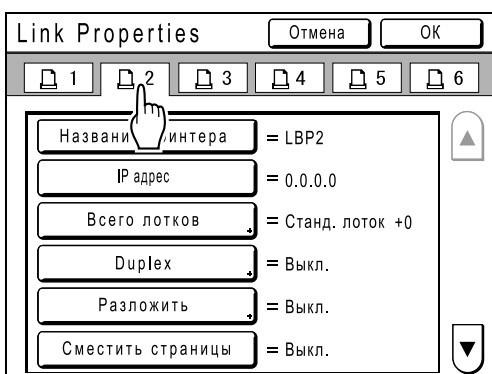 Link Properties Отмена ОК
1 2 3 4 5 6
= LBP2
IP адрес = 0.0.0.0
Всего лотков = Станд. лоток +0
Duplex = Выкл.
Разложить = Выкл.
Сместить страницы = Выкл.